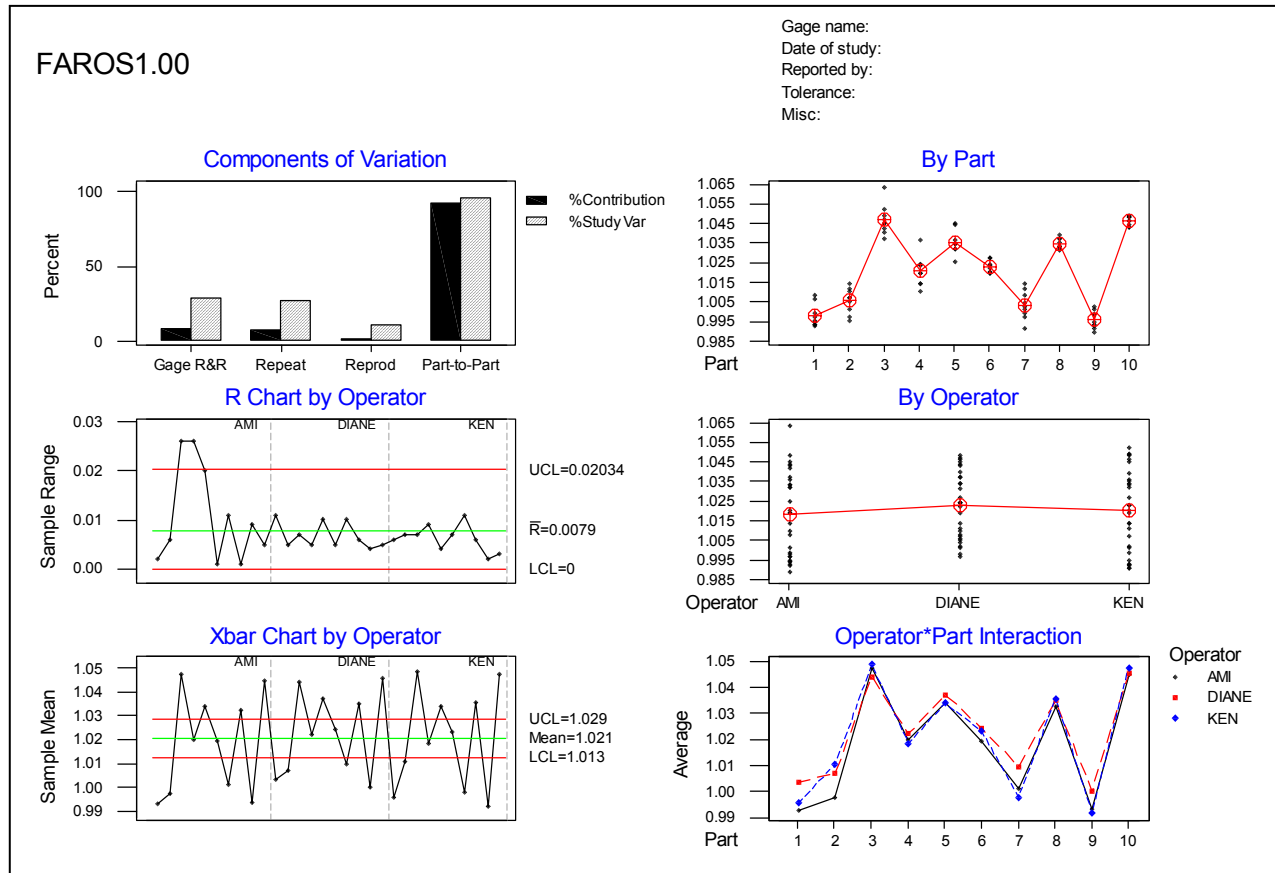 Gage name:
Date of study:
Reported by:
Tolerance:
Misc:
FAROS1.00
Components of Variation
100
50
0
Percent
Gage R&R Repeat Reprod Part-to-Part
%Contribution
%Study Var
By Part
1.065
1.055
1.045
1.035
1.025
1.015
1.005
0.995
0.985
Part 1 2 3 4 5 6 7 8 9 10
R Chart by Operator
0.03
0.02
0.01
0.00
Sample Range
AMI DIANE KEN
UCL=0.02034
R̅=0.0079
LCL=0
By Operator
1.065
1.055
1.045
1.035
1.025
1.015
1.005
0.995
0.985
Operator AMI DIANE KEN
Xbar Chart by Operator
1.05
1.04
1.03
1.02
1.01
1.00
0.99
Sample Mean
AMI DIANE KEN
UCL=1.029
Mean=1.021
LCL=1.013
Operator*Part Interaction
1.05
1.04
1.03
1.02
1.01
1.00
0.99
Average
Part 1 2 3 4 5 6 7 8 9 10
Operator
AMI
DIANE
KEN